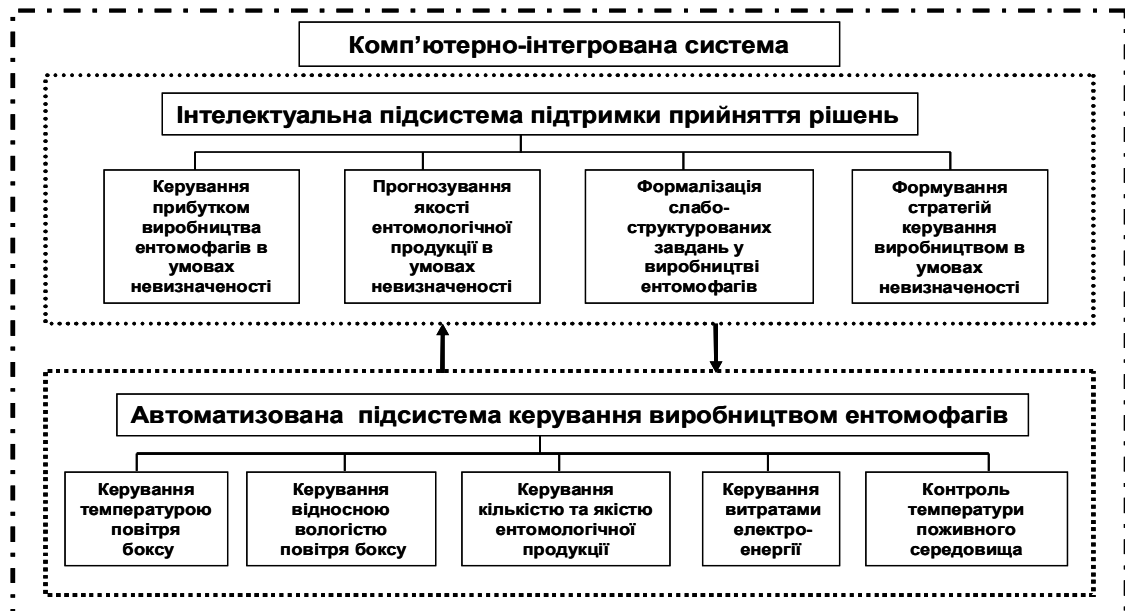 Комп’ютерно-інтегрована система
Інтелектуальна підсистема підтримки прийняття рішень
Керування
прибутком
виробництва
ентомофагів в
умовах
невизначеності
Прогнозування
якості
ентомологічної
продукції в
умовах
невизначеності
Формалізація
слабо-
структурованих
завдань у
виробництві
ентомофагів
Формування
стратегій
керування
виробництвом в
умовах
невизначеності
Автоматизована підсистема керування виробництвом ентомофагів
Керування
температурою
повітря
боксу
Керування
відносною
вологістю
повітря боксу
Керування
кількістю та якістю
ентомологічної
продукції
Керування
витратами
електро-
енергії
Контроль
температури
поживного
середовища